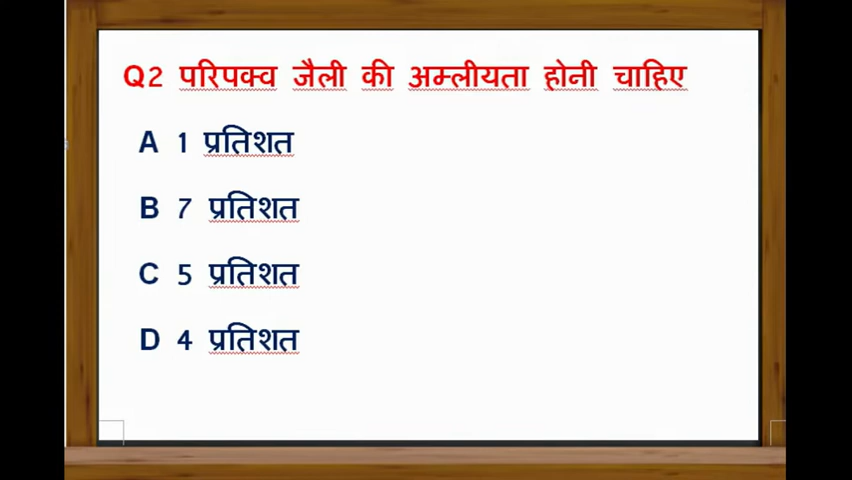 Q2 परिपक्व जैली की अम्लीयता होनी चाहिए
A 1 प्रतिशत
B 7 प्रतिशत
C 5 प्रतिशत
D 4 प्रतिशत